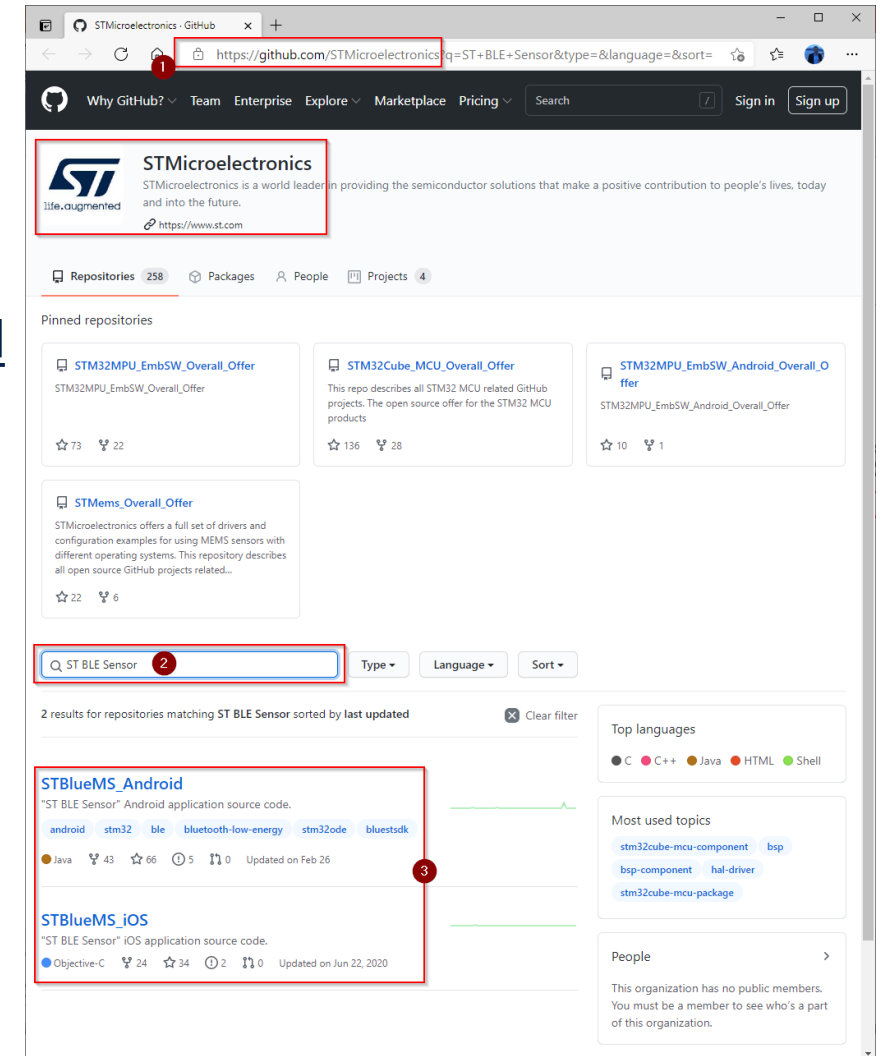 STMicroelectronics · GitHub
1
https://github.com/STMicroelectronics?q=ST+BLE+Sensor&type=&language=&sort=
Why GitHub? Team Enterprise Explore Marketplace Pricing Search / Sign in Sign up
life.augmented
STMicroelectronics
STMicroelectronics is a world leader in providing the semiconductor solutions that make a positive contribution to people's lives, today
and into the future.
https://www.st.com
Repositories 258 Packages People Projects 4
Pinned repositories
STM32MPU_EmbSW_Overall_Offer
STM32MPU_EmbSW_Overall_Offer
73 22
STM32Cube_MCU_Overall_Offer
This repo describes all STM32 MCU related GitHub
projects. The open source offer for the STM32 MCU
products
136 28
STM32MPU_EmbSW_Android_Overall_O
ffer
STM32MPU_EmbSW_Android_Overall_Offer
10 1
STMems_Overall_Offer
STMicroelectronics offers a full set of drivers and
configuration examples for using MEMS sensors with
different operating systems. This repository describes
all open source GitHub projects related...
22 6
ST BLE Sensor 2 Type Language Sort
2 results for repositories matching ST BLE Sensor sorted by last updated Clear filter
STBlueMS_Android
"ST BLE Sensor" Android application source code.
android stm32 ble bluetooth-low-energy stm32ode bluestsdk
Java 43 66 5 0 Updated on Feb 26
3
STBlueMS_iOS
"ST BLE Sensor" iOS application source code.
Objective-C 24 34 2 0 Updated on Jun 22, 2020
Top languages
C C++ Java HTML Shell
Most used topics
stm32cube-mcu-component bsp
bsp-component hal-driver
stm32cube-mcu-package
People
This organization has no public members.
You must be a member to see who's a part
of this organization.